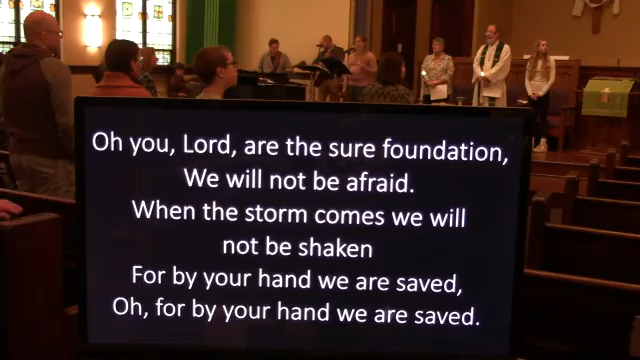 Oh you, Lord, are the sure foundation,
We will not be afraid.
When the storm comes we will
not be shaken
For by your hand we are saved,
Oh, for by your hand we are saved.